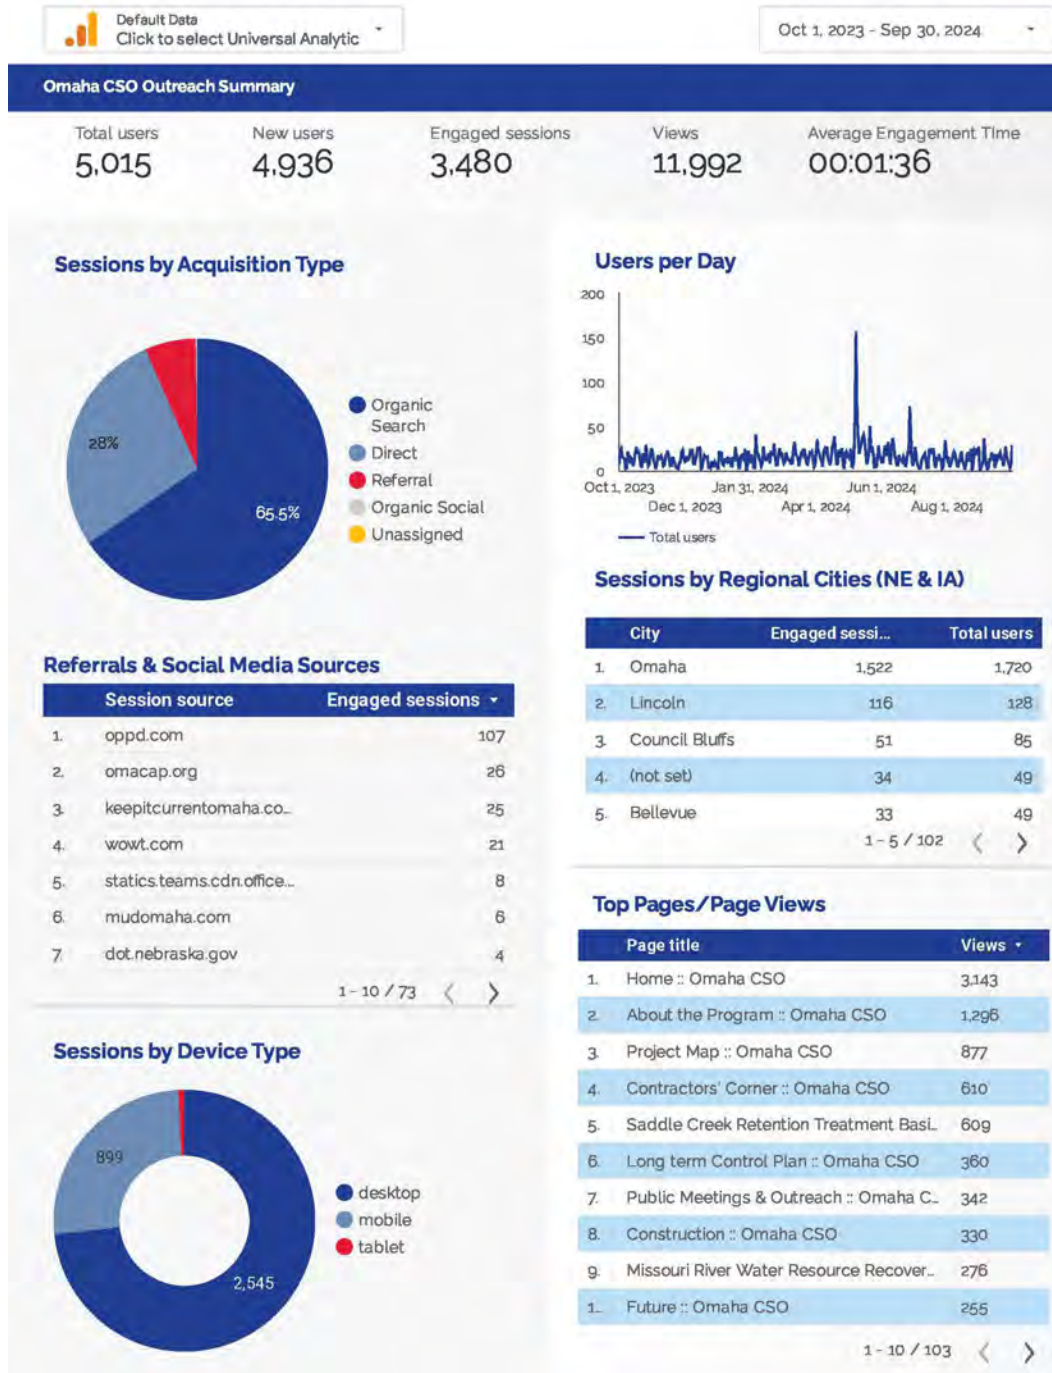 Default Data
Click to select Universal Analytic
Oct 1, 2023 - Sep 30, 2024
Omaha CSO Outreach Summary
Total users
5,015
New users
4,936
Engaged sessions
3,480
Views
11,992
Average Engagement TIme
00:01:36
Sessions by Acquisition Type
28%
65.5%
Organic
Search
Direct
Referral
Organic Social
Unassigned
Users per Day
200
150
100
50
0
Oct 1, 2023
Dec 1, 2023
Jan 31, 2024
Apr 1, 2024
Jun 1, 2024
Aug 1, 2024
Total users
Referrals & Social Media Sources
Session source Engaged sessions
1. oppd.com 107
2. omacap.org 26
3. keepitcurrentomaha.co... 25
4. wowt.com 21
5. statics.teams.cdn.office... 8
6. mudomaha.com 6
7. dot.nebraska.gov 4
1 - 10 / 73
Sessions by Regional Cities (NE & IA)
City Engaged sessi... Total users
1. Omaha 1,522 1,720
2. Lincoln 116 128
3. Council Bluffs 51 85
4. (not set) 34 49
5. Bellevue 33 49
1 - 5 / 102
Sessions by Device Type
899
2,545
desktop
mobile
tablet
Top Pages/Page Views
Page title Views
1. Home :: Omaha CSO 3,143
2. About the Program :: Omaha CSO 1,296
3. Project Map :: Omaha CSO 877
4. Contractors' Corner :: Omaha CSO 610
5. Saddle Creek Retention Treatment Basi... 609
6. Long term Control Plan :: Omaha CSO 360
7. Public Meetings & Outreach :: Omaha C... 342
8. Construction :: Omaha CSO 330
9. Missouri River Water Resource Recover... 276
1... Future :: Omaha CSO 255
1 - 10 / 103